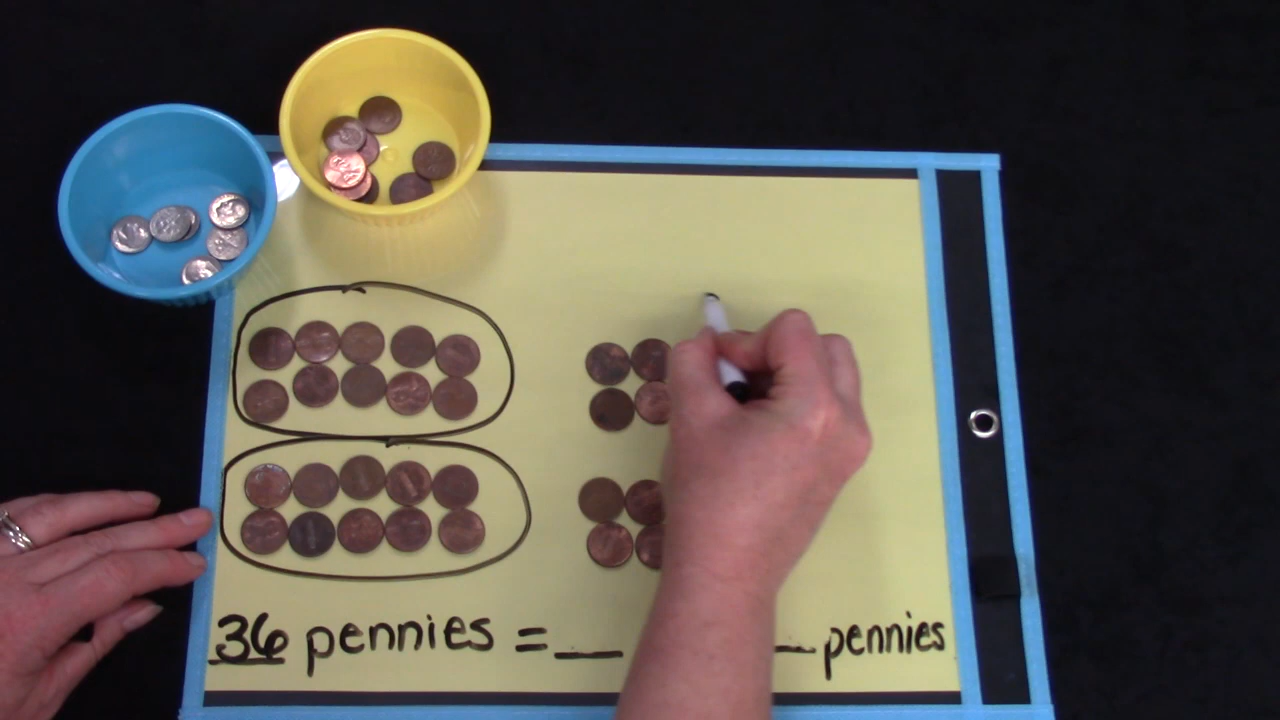 36 pennies = __ __ pennies